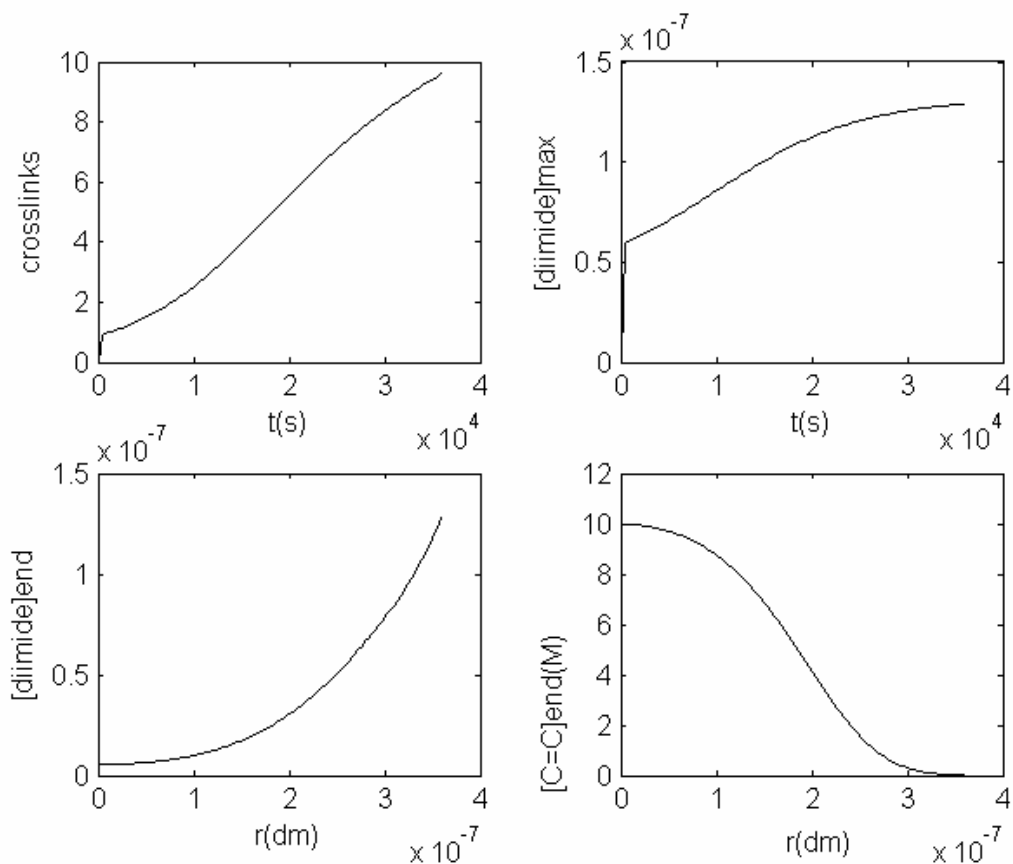 crosslinks
10
8
6
4
2
0
0 1 2 3 4
t(s)
x 10^4
x 10^-7
[diimide]max
1.5
1
0.5
0
0 1 2 3 4
t(s)
x 10^4
x 10^-7
[diimide]end
1.5
1
0.5
0
0 1 2 3 4
r(dm)
x 10^-7
[C=C]end(M)
12
10
8
6
4
2
0
0 1 2 3 4
r(dm)
x 10^-7